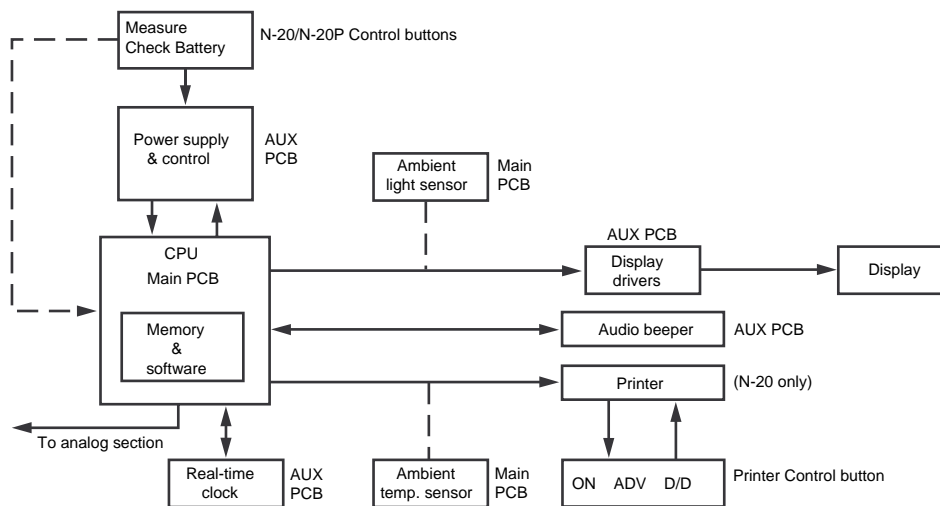 Measure
Check Battery
N-20/N-20P Control buttons
Power supply
& control
AUX
PCB
Ambient
light sensor
Main
PCB
CPU
Main PCB
Memory
&
software
AUX PCB
Display
drivers
Display
Audio beeper
AUX PCB
Printer
(N-20 only)
To analog section
Real-time
clock
AUX
PCB
Ambient
temp. sensor
Main
PCB
ON ADV D/D
Printer Control button